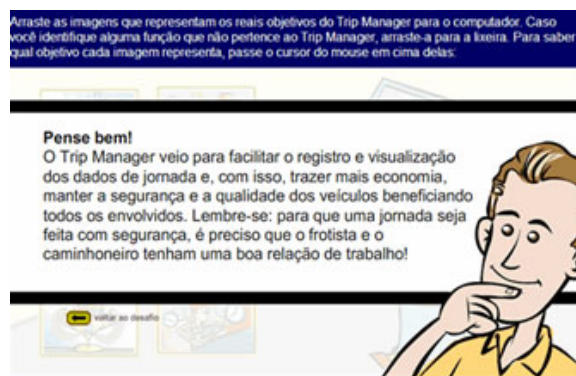 Arraste as imagens que representam os reais objetivos do Trip Manager para o computador. Caso
você identifique alguma função que não pertence ao Trip Manager, arraste-a para a lixeira. Para saber
qual objetivo cada imagem representa, passe o cursor do mouse em cima delas:
Pense bem!
O Trip Manager veio para facilitar o registro e visualização
dos dados de jornada e, com isso, trazer mais economia,
manter a segurança e a qualidade dos veículos beneficiando
todos os envolvidos. Lembre-se: para que uma jornada seja
feita com segurança, é preciso que o frotista e o
caminhoneiro tenham uma boa relação de trabalho!
voltar ao desafio